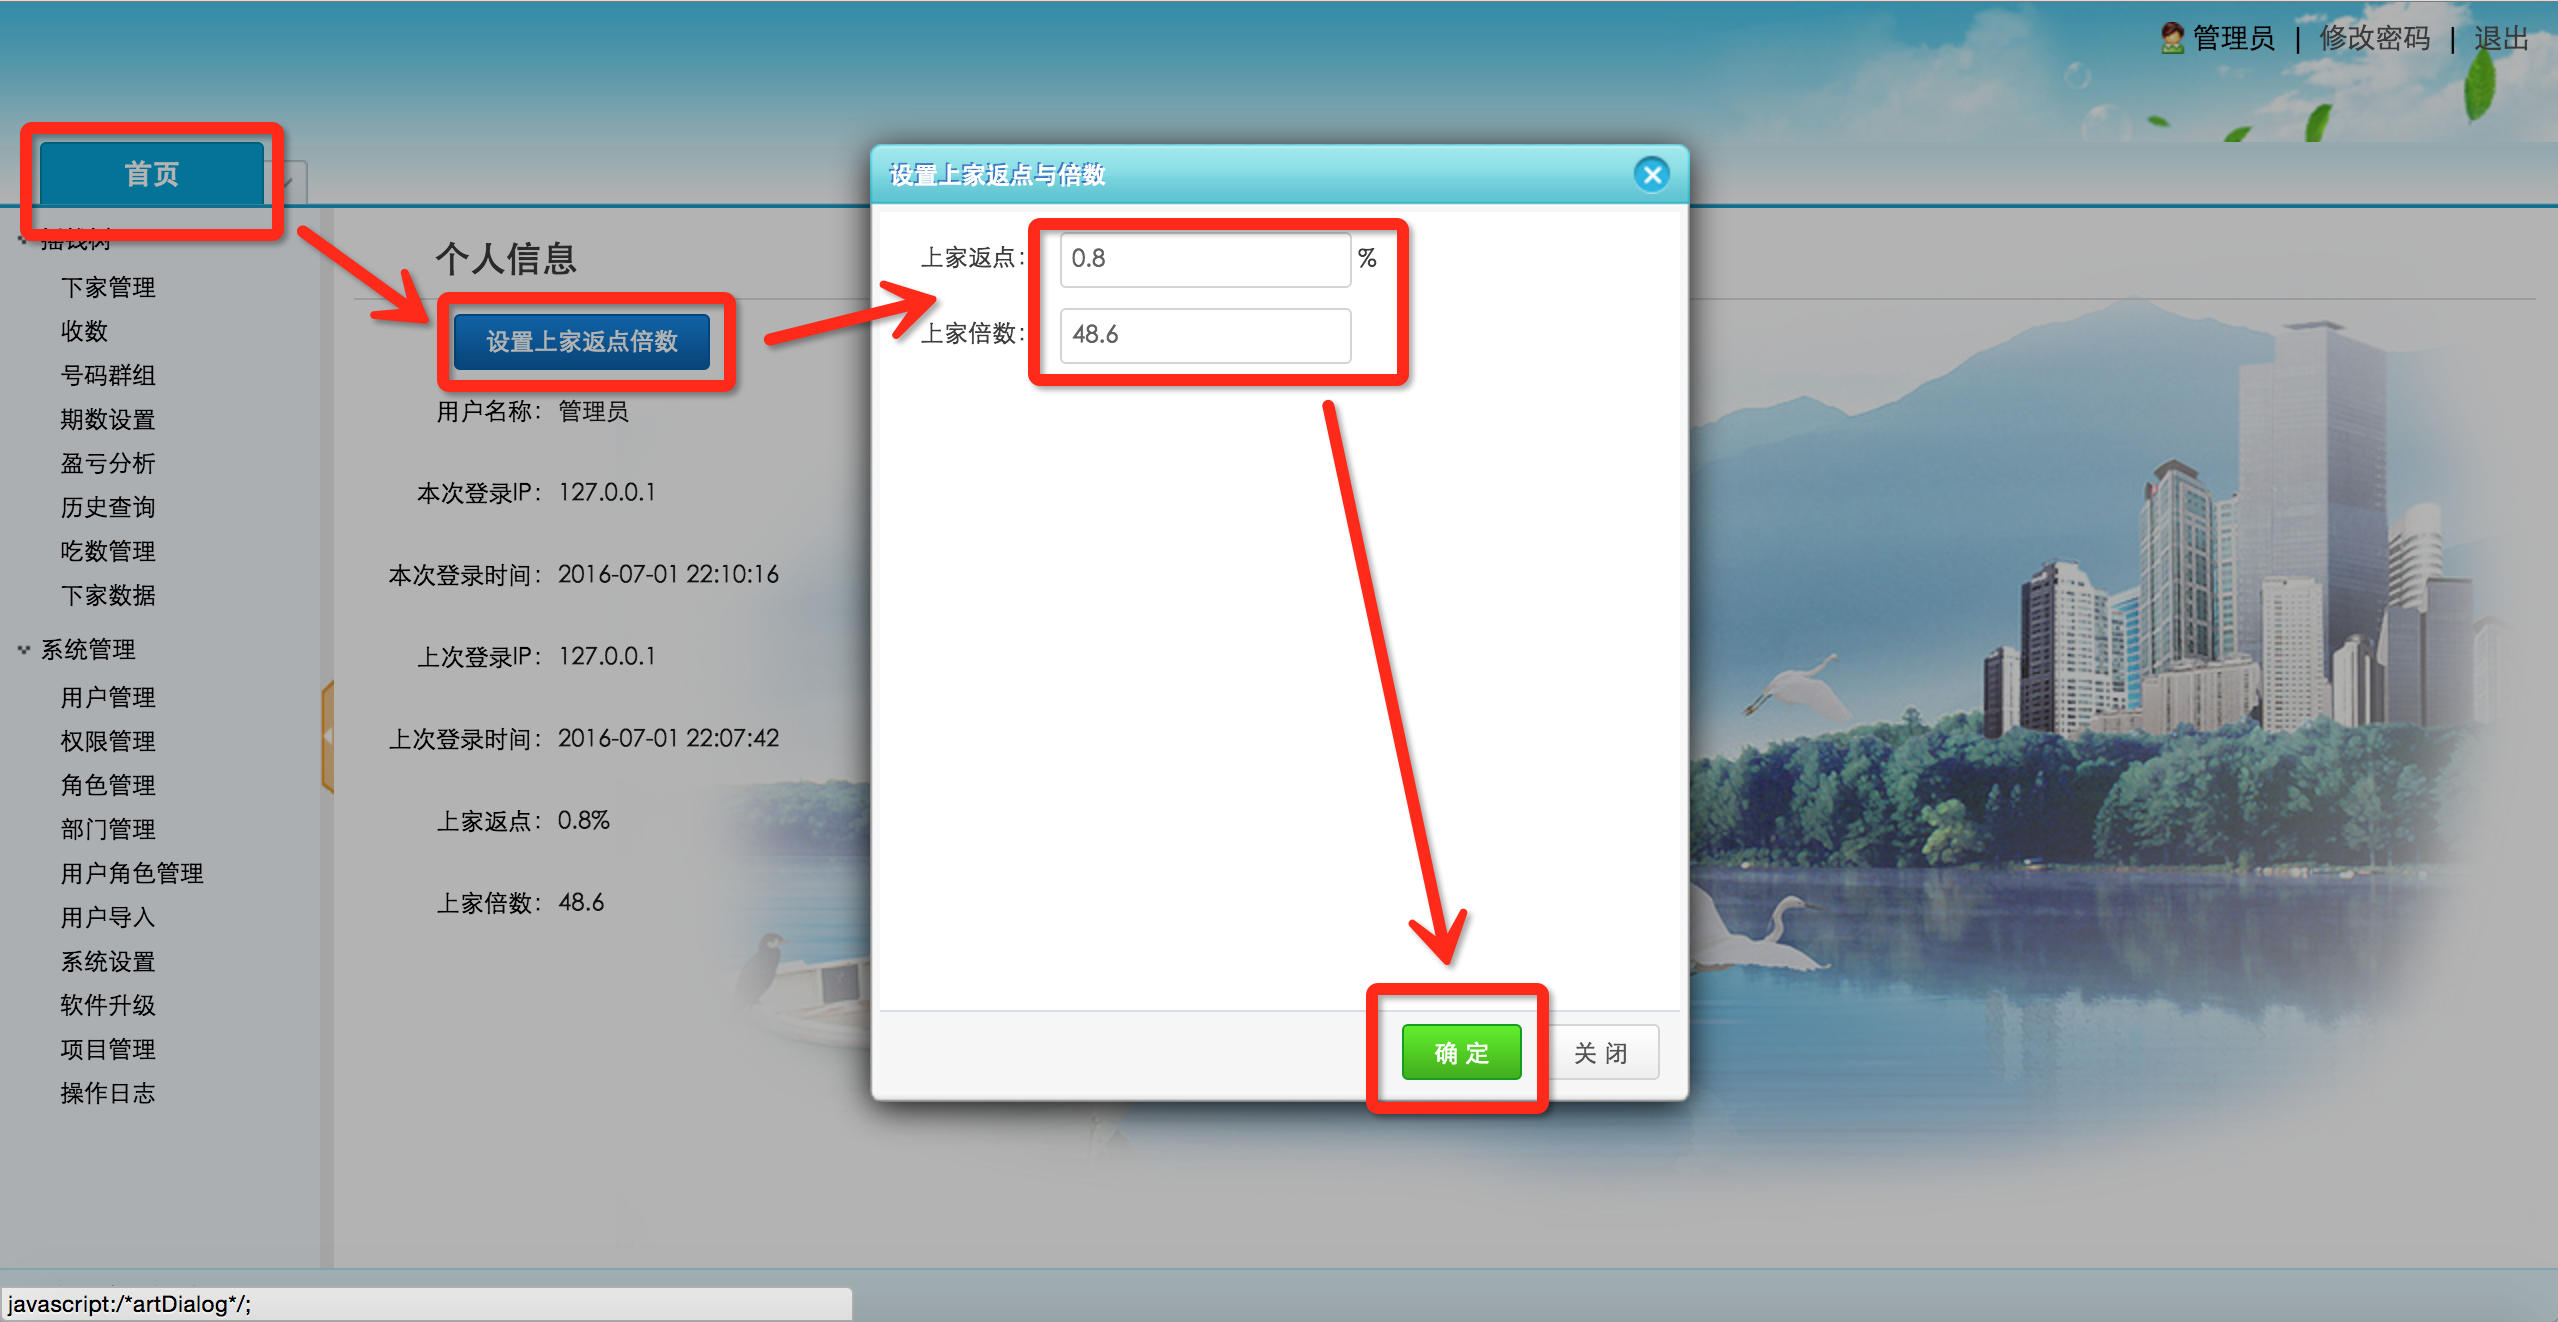 管理员 | 修改密码 | 退出
首页
摇钱树
下家管理
收数
号码群组
期数设置
盈亏分析
历史查询
吃数管理
下家数据
系统管理
用户管理
权限管理
角色管理
部门管理
用户角色管理
用户导入
系统设置
软件升级
项目管理
操作日志
个人信息
设置上家返点倍数
用户名称： 管理员
本次登录IP： 127.0.0.1
本次登录时间： 2016-07-01 22:10:16
上次登录IP： 127.0.0.1
上次登录时间： 2016-07-01 22:07:42
上家返点： 0.8%
上家倍数： 48.6
设置上家返点与倍数
上家返点： 0.8 %
上家倍数： 48.6
确 定
关 闭
javascript:/*artDialog*/;